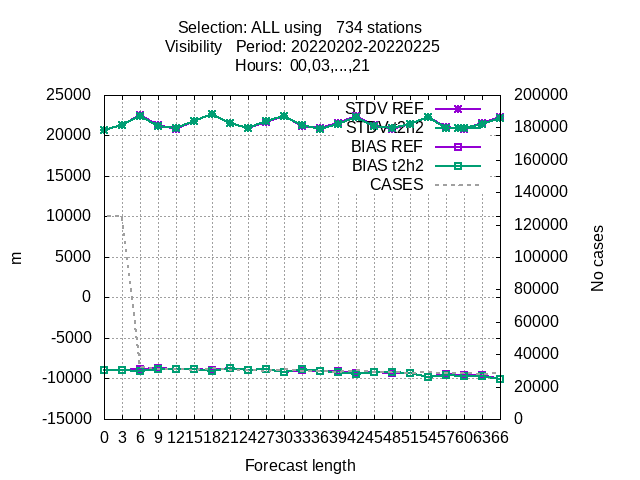 Selection: ALL using 734 stations
Visibility Period: 20220202-20220225
Hours: 00,03,...,21
25000
20000
15000
10000
5000
0
-5000
-10000
-15000
m
200000
180000
160000
140000
120000
100000
80000
60000
40000
20000
0
No cases
STDV REF
STDV t2h2
BIAS REF
BIAS t2h2
CASES
0 3 6 9 12 15 18 21 24 27 30 33 36 39 42 45 48 51 54 57 60 63 66
Forecast length